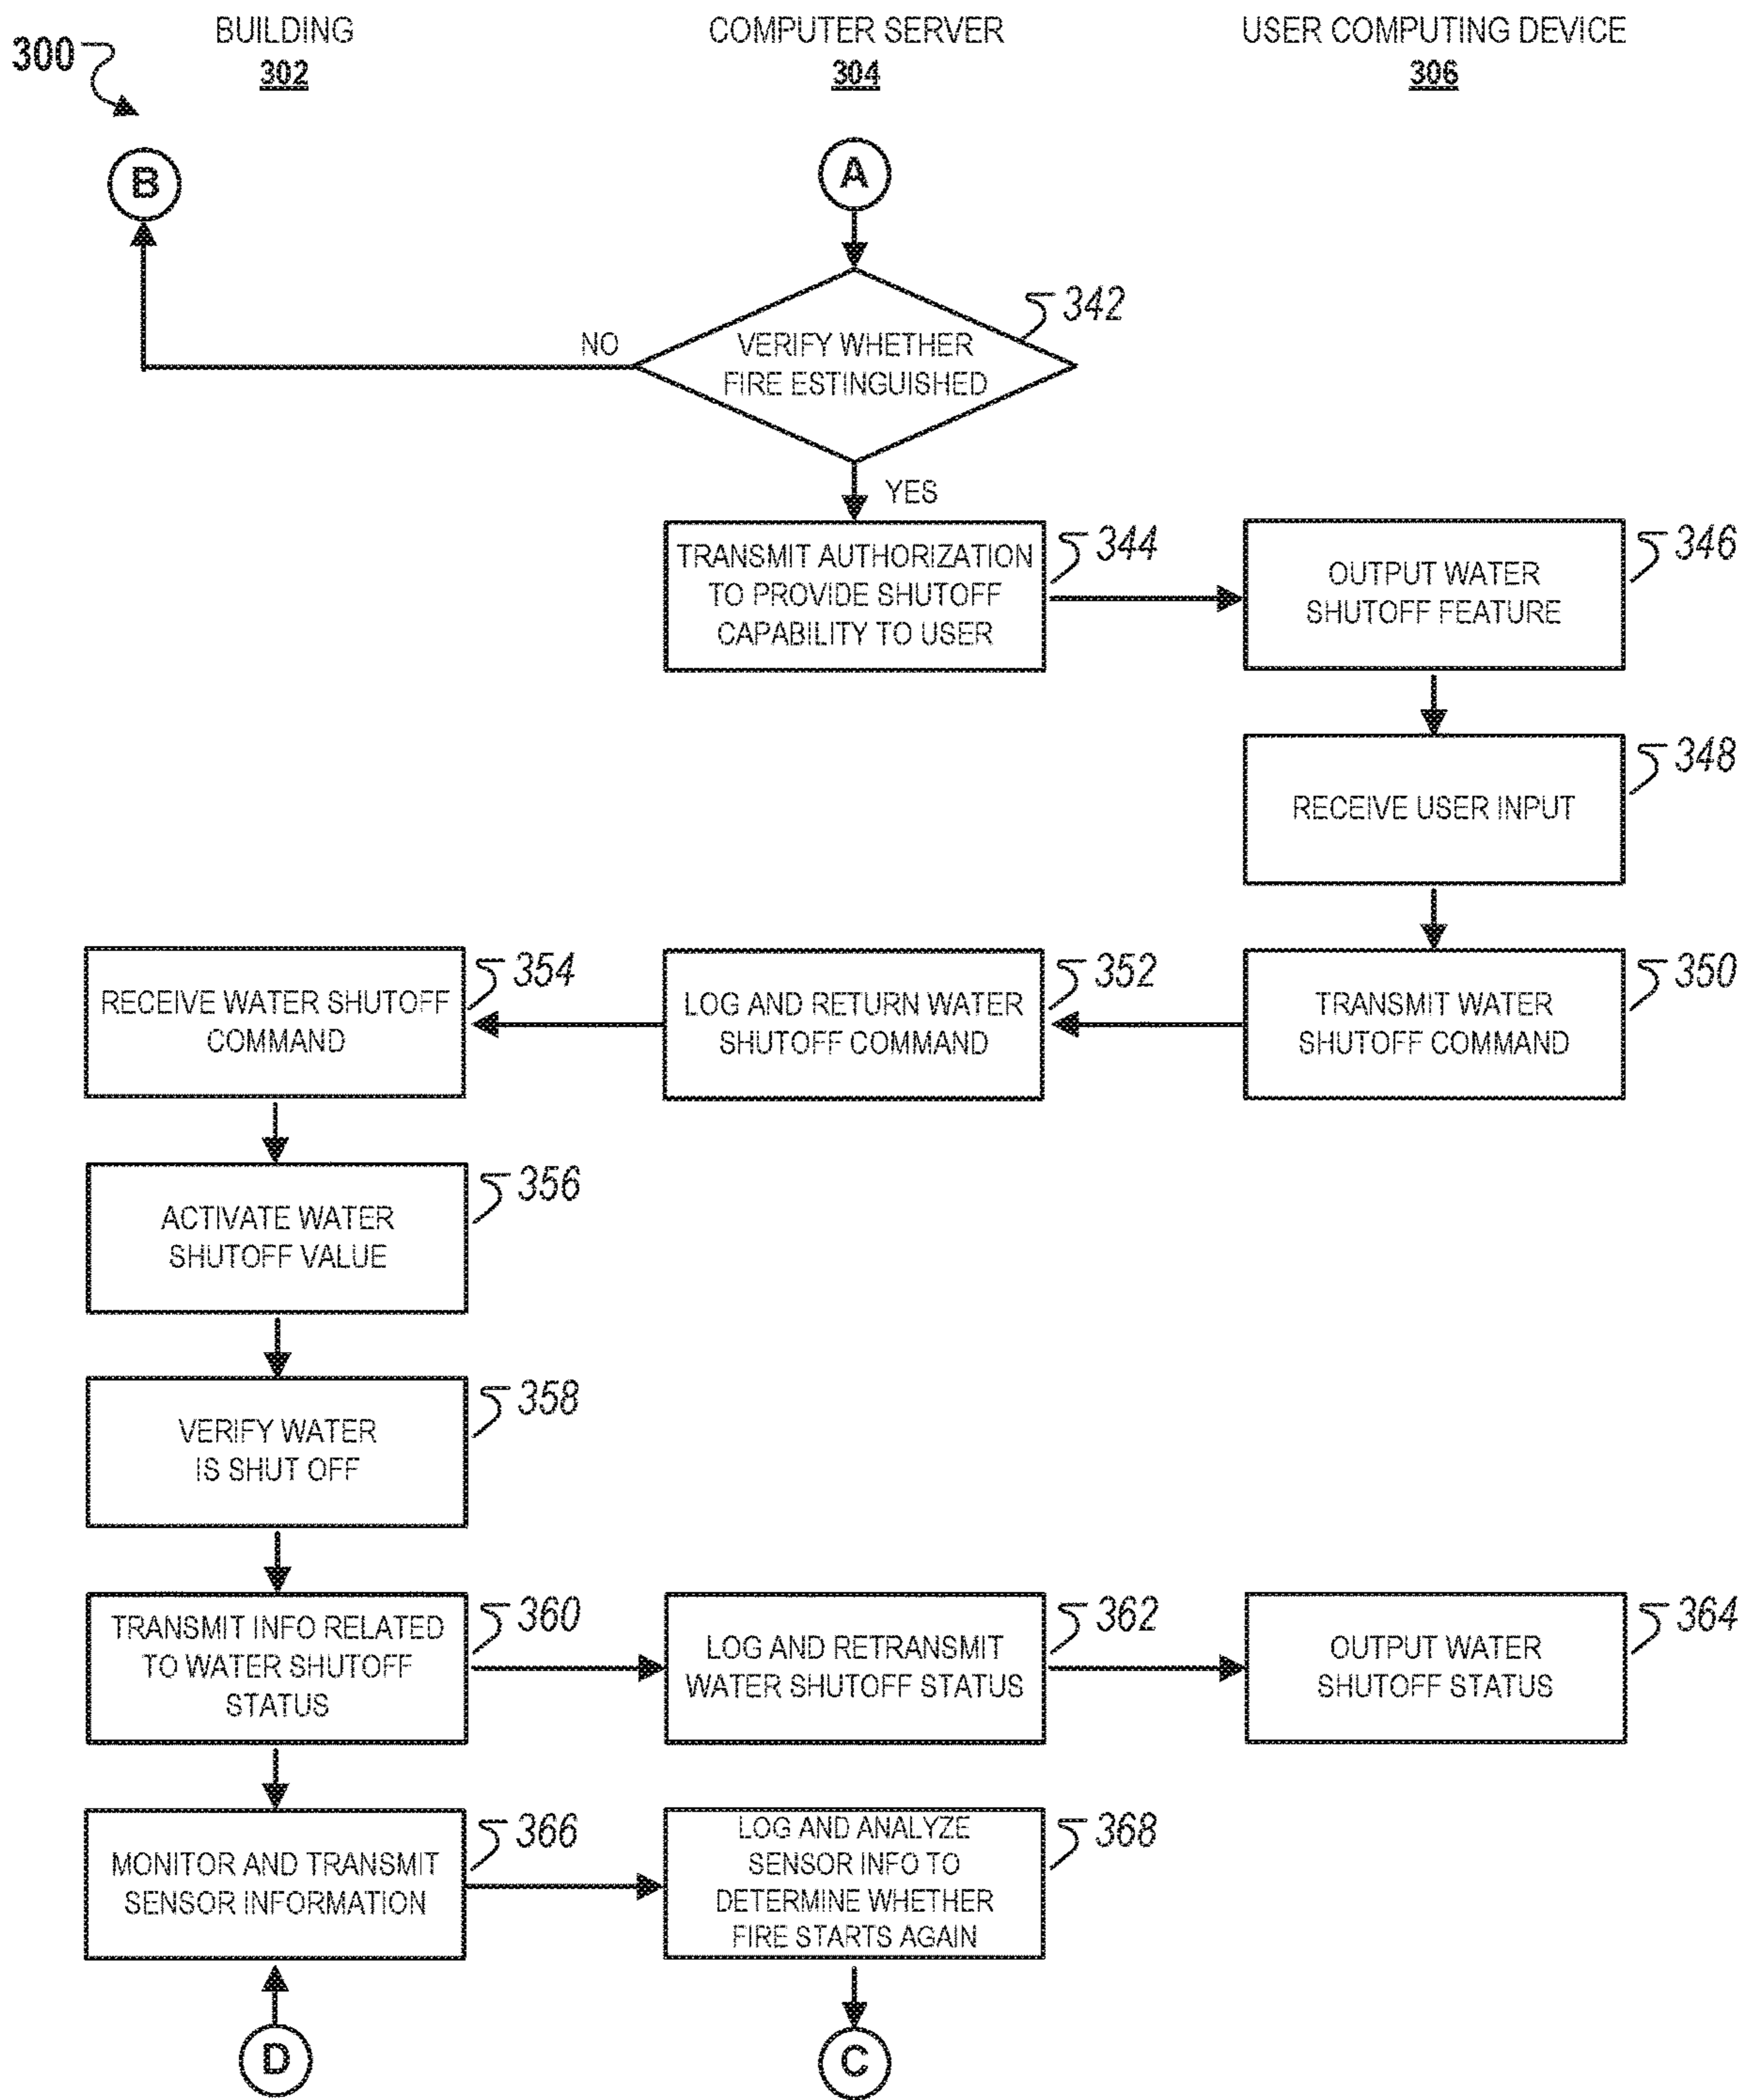 BUILDING
302
COMPUTER SERVER
304
USER COMPUTING DEVICE
306
300
B
A
342
VERIFY WHETHER
FIRE ESTINGUISHED
NO
YES
TRANSMIT AUTHORIZATION
TO PROVIDE SHUTOFF
CAPABILITY TO USER
344
OUTPUT WATER
SHUTOFF FEATURE
346
RECEIVE USER INPUT
348
RECEIVE WATER SHUTOFF
COMMAND
354
LOG AND RETURN WATER
SHUTOFF COMMAND
352
TRANSMIT WATER
SHUTOFF COMMAND
350
ACTIVATE WATER
SHUTOFF VALUE
356
VERIFY WATER
IS SHUT OFF
358
TRANSMIT INFO RELATED
TO WATER SHUTOFF
STATUS
360
LOG AND RETRANSMIT
WATER SHUTOFF STATUS
362
OUTPUT WATER
SHUTOFF STATUS
364
MONITOR AND TRANSMIT
SENSOR INFORMATION
366
LOG AND ANALYZE
SENSOR INFO TO
DETERMINE WHETHER
FIRE STARTS AGAIN
368
D
C